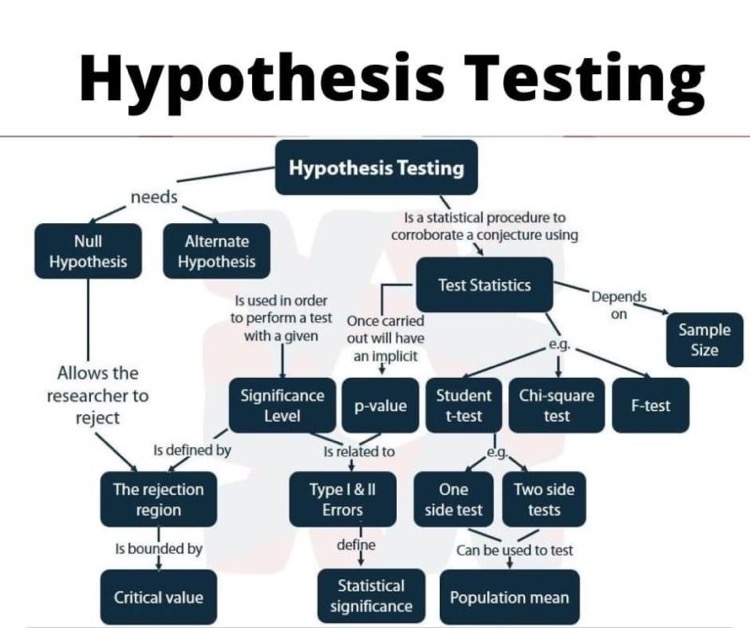 Hypothesis Testing
Hypothesis Testing
needs
Is a statistical procedure to
corroborate a conjecture using
Null
Hypothesis
Alternate
Hypothesis
Test Statistics
Is used in order
to perform a test
with a given
Once carried
out will have
an implicit
Depends
on
Sample
Size
e.g.
Allows the
researcher to
reject
Significance
Level
p-value
Student
t-test
Chi-square
test
F-test
Is defined by
Is related to
e.g.
The rejection
region
Type I & II
Errors
One
side test
Two side
tests
Is bounded by
define
Can be used to test
Critical value
Statistical
significance
Population mean